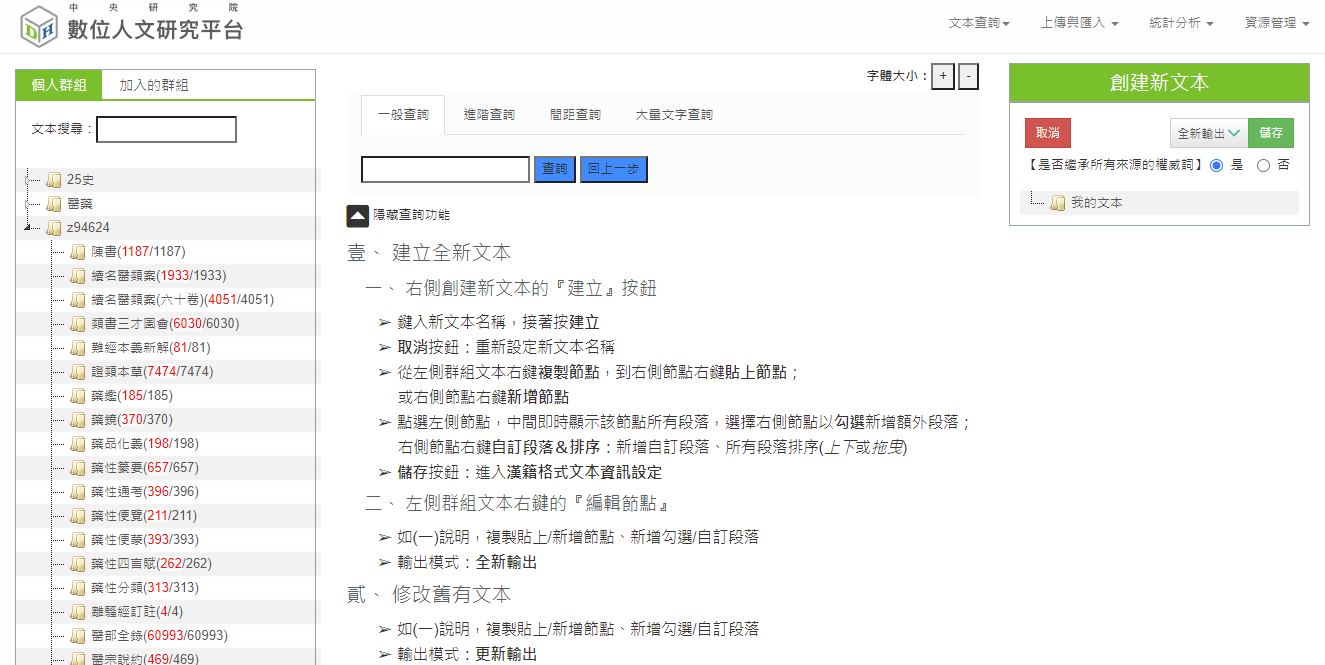 中央研究院
數位人文研究平台
文本查詢 上傳與匯入 統計分析 資源管理
個人群組 加入的群組
文本搜尋：
25史
醫藥
z94624
陳書(1187/1187)
續名醫類案(1933/1933)
續名醫類案(六十卷)(4051/4051)
類書三才圖會(6030/6030)
難經本義新解(81/81)
證類本草(7474/7474)
藥鑑(185/185)
藥鏡(370/370)
藥品化義(198/198)
藥性纂要(657/657)
藥性通考(396/396)
藥性便覽(211/211)
藥性便蒙(393/393)
藥性四言賦(262/262)
藥性分類(313/313)
離騷經訂註(4/4)
醫部全錄(60993/60993)
醫宗說約(469/469)
字體大小： + -
一般查詢 進階查詢 間距查詢 大量文字查詢
查詢 回上一步
隱藏查詢功能
壹、 建立全新文本
一、 右側創建新文本的『建立』按鈕
➢ 鍵入新文本名稱，接著按建立
➢ 取消按鈕：重新設定新文本名稱
➢ 從左側群組文本右鍵複製節點，到右側節點右鍵貼上節點；
或右側節點右鍵新增節點
➢ 點選左側節點，中間即時顯示該節點所有段落，選擇右側節點以勾選新增額外段落；
右側節點右鍵自訂段落＆排序：新增自訂段落、所有段落排序(上下或拖曳)
➢ 儲存按鈕：進入漢籍格式文本資訊設定
二、 左側群組文本右鍵的『編輯節點』
➢ 如(一)說明，複製貼上/新增節點、新增勾選/自訂段落
➢ 輸出模式：全新輸出
貳、 修改舊有文本
➢ 如(一)說明，複製貼上/新增節點、新增勾選/自訂段落
➢ 輸出模式：更新輸出
創建新文本
取消 全新輸出 儲存
【是否繼承所有來源的權威詞】 是 否
我的文本